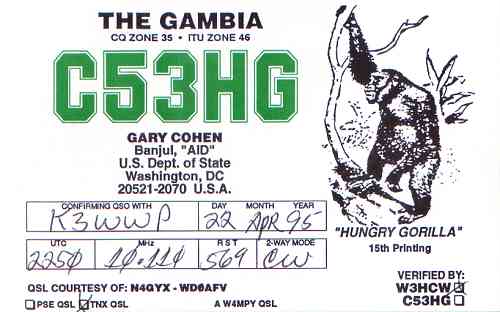 THE GAMBIA
CQ ZONE 35 • ITU ZONE 46
C53HG
GARY COHEN
Banjul, "AID"
U.S. Dept. of State
Washington, DC
20521-2070 U.S.A.
"HUNGRY GORILLA"
15th Printing
CONFIRMING QSO WITH DAY MONTH YEAR
K3WWP 22 APR 95
UTC MHz R S T 2-WAY MODE
2250 10.110 569 CW
QSL COURTESY OF: N4GYX - WD6AFV
PSE QSL TNX QSL A W4MPY QSL
VERIFIED BY:
W3HCW
C53HG